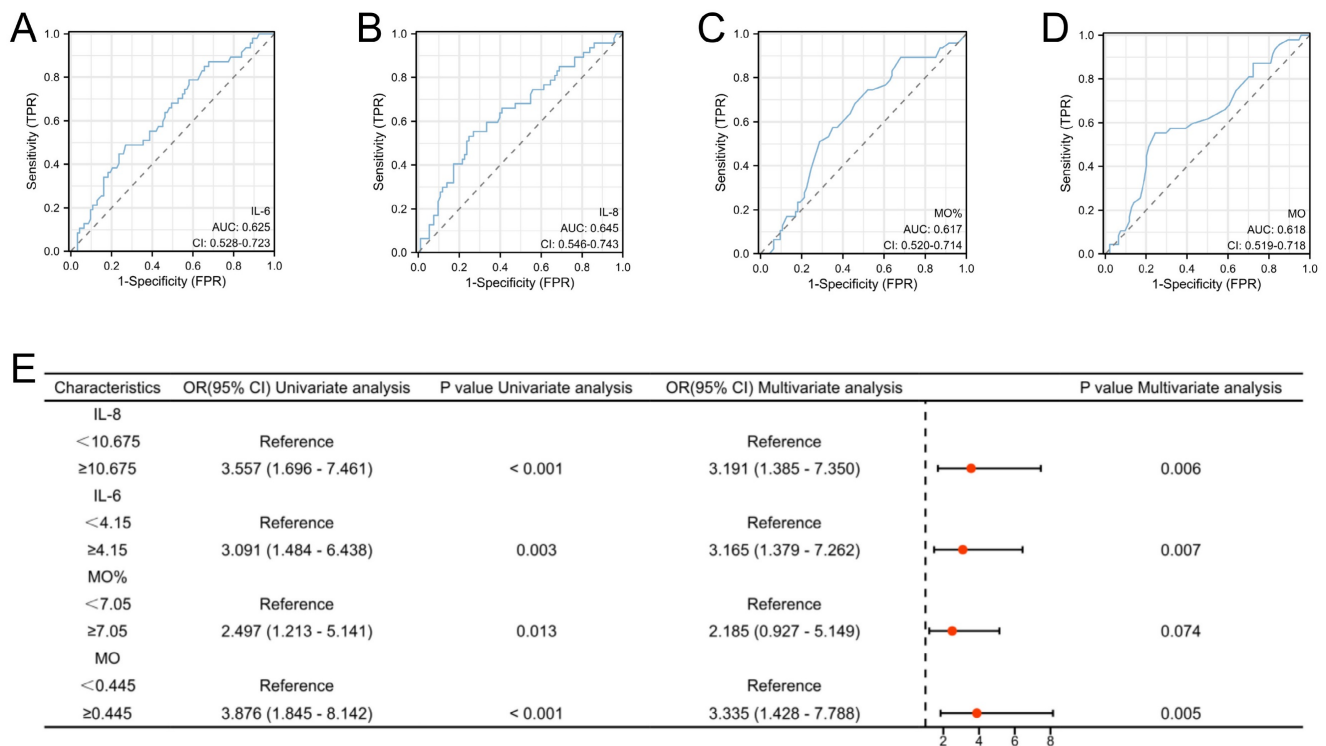 A
1.0
0.8
0.6
0.4
0.2
0.0
Sensitivity (TPR)
IL-6
AUC: 0.625
CI: 0.528-0.723
0.0 0.2 0.4 0.6 0.8 1.0
1-Specificity (FPR)
B
1.0
0.8
0.6
0.4
0.2
0.0
Sensitivity (TPR)
IL-8
AUC: 0.645
CI: 0.546-0.743
0.0 0.2 0.4 0.6 0.8 1.0
1-Specificity (FPR)
C
1.0
0.8
0.6
0.4
0.2
0.0
Sensitivity (TPR)
MO%
AUC: 0.617
CI: 0.520-0.714
0.0 0.2 0.4 0.6 0.8 1.0
1-Specificity (FPR)
D
1.0
0.8
0.6
0.4
0.2
0.0
Sensitivity (TPR)
MO
AUC: 0.618
CI: 0.519-0.718
0.0 0.2 0.4 0.6 0.8 1.0
1-Specificity (FPR)
E
Characteristics OR(95% CI) Univariate analysis P value Univariate analysis OR(95% CI) Multivariate analysis P value Multivariate analysis
IL-8
<10.675 Reference Reference
≥10.675 3.557 (1.696 - 7.461) < 0.001 3.191 (1.385 - 7.350) 0.006
IL-6
<4.15 Reference Reference
≥4.15 3.091 (1.484 - 6.438) 0.003 3.165 (1.379 - 7.262) 0.007
MO%
<7.05 Reference Reference
≥7.05 2.497 (1.213 - 5.141) 0.013 2.185 (0.927 - 5.149) 0.074
MO
<0.445 Reference Reference
≥0.445 3.876 (1.845 - 8.142) < 0.001 3.335 (1.428 - 7.788) 0.005
2 4 6 8